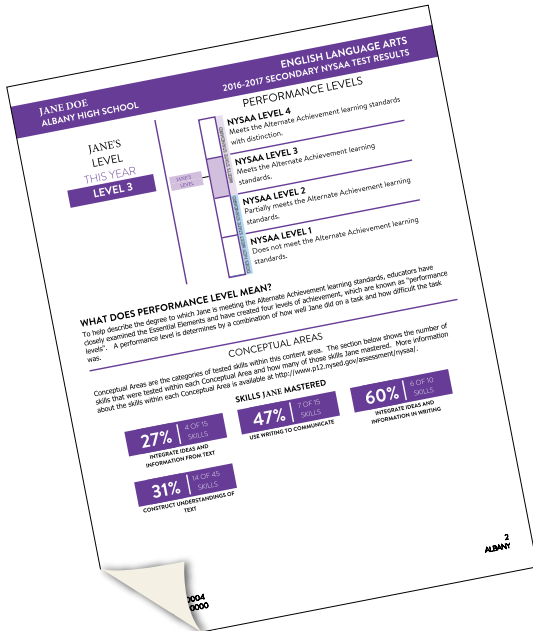 JANE DOE
ALBANY HIGH SCHOOL
ENGLISH LANGUAGE ARTS
2016-2017 SECONDARY NYSAA TEST RESULTS
JANE'S
LEVEL
THIS YEAR
LEVEL 3
PERFORMANCE LEVELS
JANE'S
LEVEL
NYSAA LEVEL 4
Meets the Alternate Achievement learning standards
with distinction.
NYSAA LEVEL 3
Meets the Alternate Achievement learning
standards.
NYSAA LEVEL 2
Partially meets the Alternate Achievement learning
standards.
NYSAA LEVEL 1
Does not meet the Alternate Achievement learning
standards.
WHAT DOES PERFORMANCE LEVEL MEAN?
To help describe the degree to which Jane is meeting the Alternate Achievement learning standards, educators have
closely examined the Essential Elements and have created four levels of achievement, which are known as "performance
levels". A performance level is determines by a combination of how well Jane did on a task and how difficult the task
was.
CONCEPTUAL AREAS
Conceptual Areas are the categories of tested skills within this content area. The section below shows the number of
skills that were tested within each Conceptual Area and how many of those skills Jane mastered. More information
about the skills within each Conceptual Area is available at http://www.p12.nysed.gov/assessment/nysaa/.
SKILLS JANE MASTERED
27% 4 OF 15
SKILLS
INTEGRATE IDEAS AND
INFORMATION FROM TEXT
47% 7 OF 15
SKILLS
USE WRITING TO COMMUNICATE
60% 6 OF 10
SKILLS
INTEGRATE IDEAS AND
INFORMATION IN WRITING
31% 14 OF 45
SKILLS
CONSTRUCT UNDERSTANDINGS OF
TEXT
2
ALBANY
0004
0000